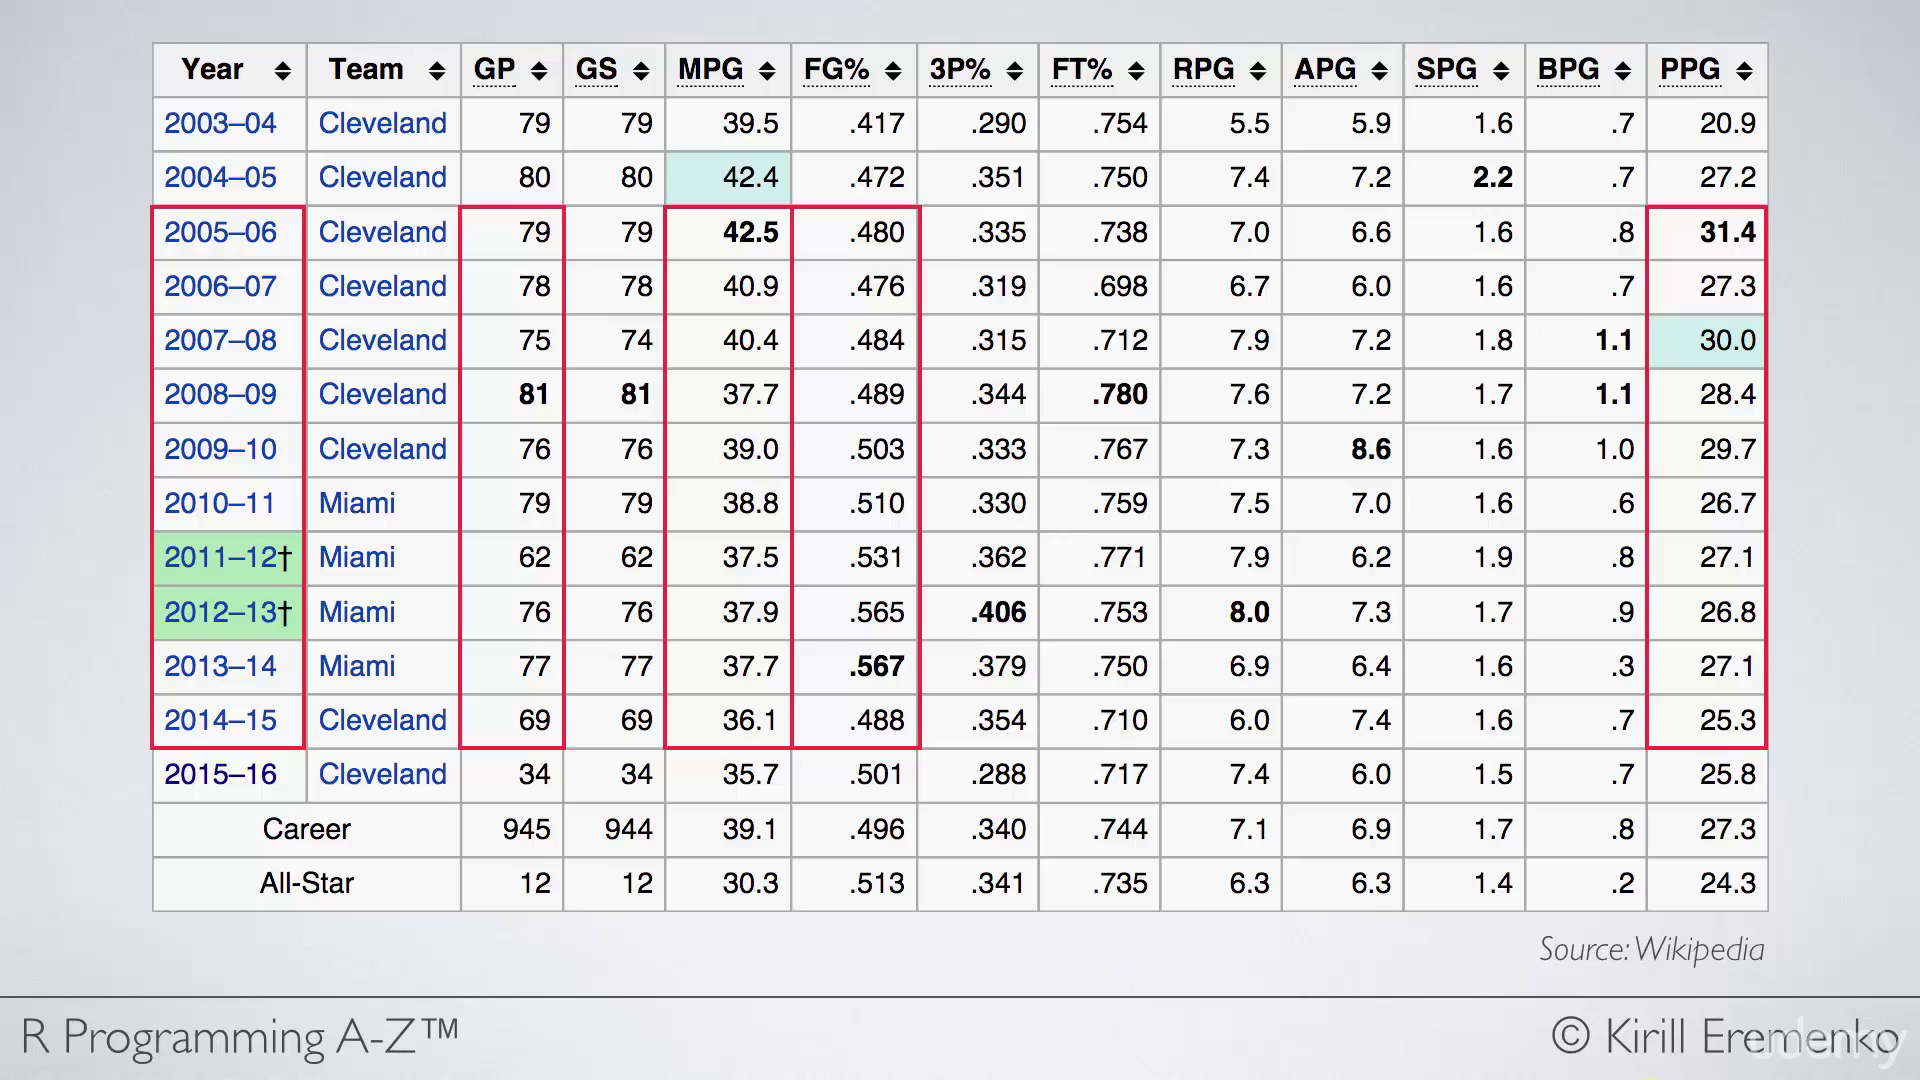 Year Team GP GS MPG FG% 3P% FT% RPG APG SPG BPG PPG
2003–04 Cleveland 79 79 39.5 .417 .290 .754 5.5 5.9 1.6 .7 20.9
2004–05 Cleveland 80 80 42.4 .472 .351 .750 7.4 7.2 2.2 .7 27.2
2005–06 Cleveland 79 79 42.5 .480 .335 .738 7.0 6.6 1.6 .8 31.4
2006–07 Cleveland 78 78 40.9 .476 .319 .698 6.7 6.0 1.6 .7 27.3
2007–08 Cleveland 75 74 40.4 .484 .315 .712 7.9 7.2 1.8 1.1 30.0
2008–09 Cleveland 81 81 37.7 .489 .344 .780 7.6 7.2 1.7 1.1 28.4
2009–10 Cleveland 76 76 39.0 .503 .333 .767 7.3 8.6 1.6 1.0 29.7
2010–11 Miami 79 79 38.8 .510 .330 .759 7.5 7.0 1.6 .6 26.7
2011–12† Miami 62 62 37.5 .531 .362 .771 7.9 6.2 1.9 .8 27.1
2012–13† Miami 76 76 37.9 .565 .406 .753 8.0 7.3 1.7 .9 26.8
2013–14 Miami 77 77 37.7 .567 .379 .750 6.9 6.4 1.6 .3 27.1
2014–15 Cleveland 69 69 36.1 .488 .354 .710 6.0 7.4 1.6 .7 25.3
2015–16 Cleveland 34 34 35.7 .501 .288 .717 7.4 6.0 1.5 .7 25.8
Career 945 944 39.1 .496 .340 .744 7.1 6.9 1.7 .8 27.3
All-Star 12 12 30.3 .513 .341 .735 6.3 6.3 1.4 .2 24.3
Source: Wikipedia
R Programming A-Z™
© Kirill Eremenko
udemy